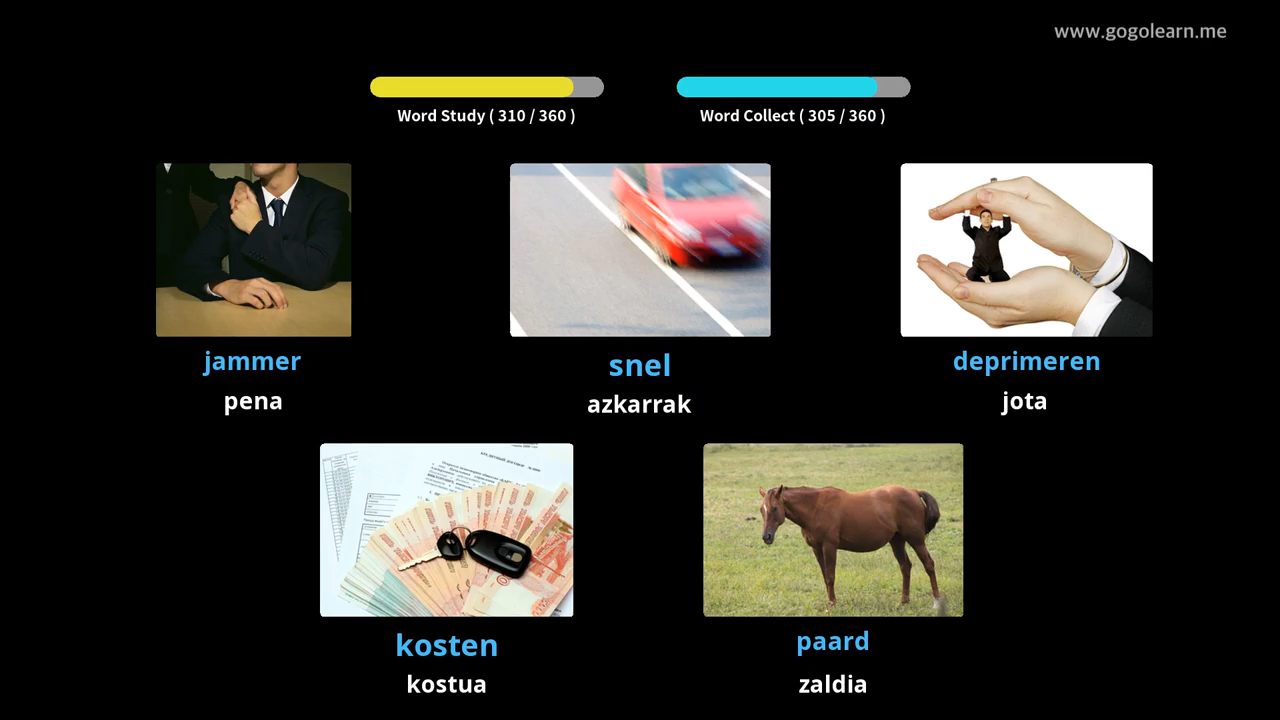 www.gogolearn.me
Word Study ( 310 / 360 )
Word Collect ( 305 / 360 )
jammer
pena
snel
azkarrak
deprimeren
jota
kosten
kostua
paard
zaldia